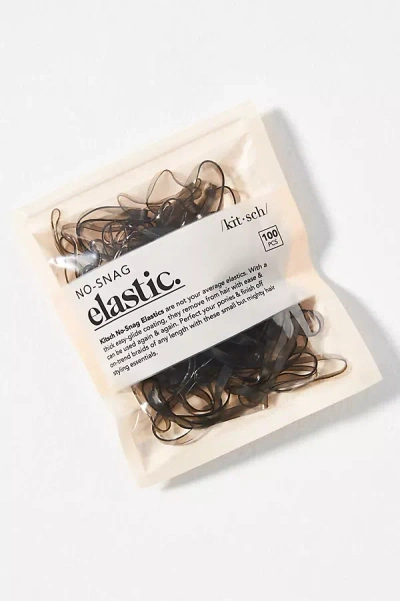 /kit·sch/
100
PCS
NO-SNAG
elastic.
Kitsch No-Snag Elastics are not your average elastics. With a
thick easy-glide coating, they remove from hair with ease &
can be used again & again. Perfect your ponies & finish off
on-trend braids of any length with these small but mighty hair
styling essentials.